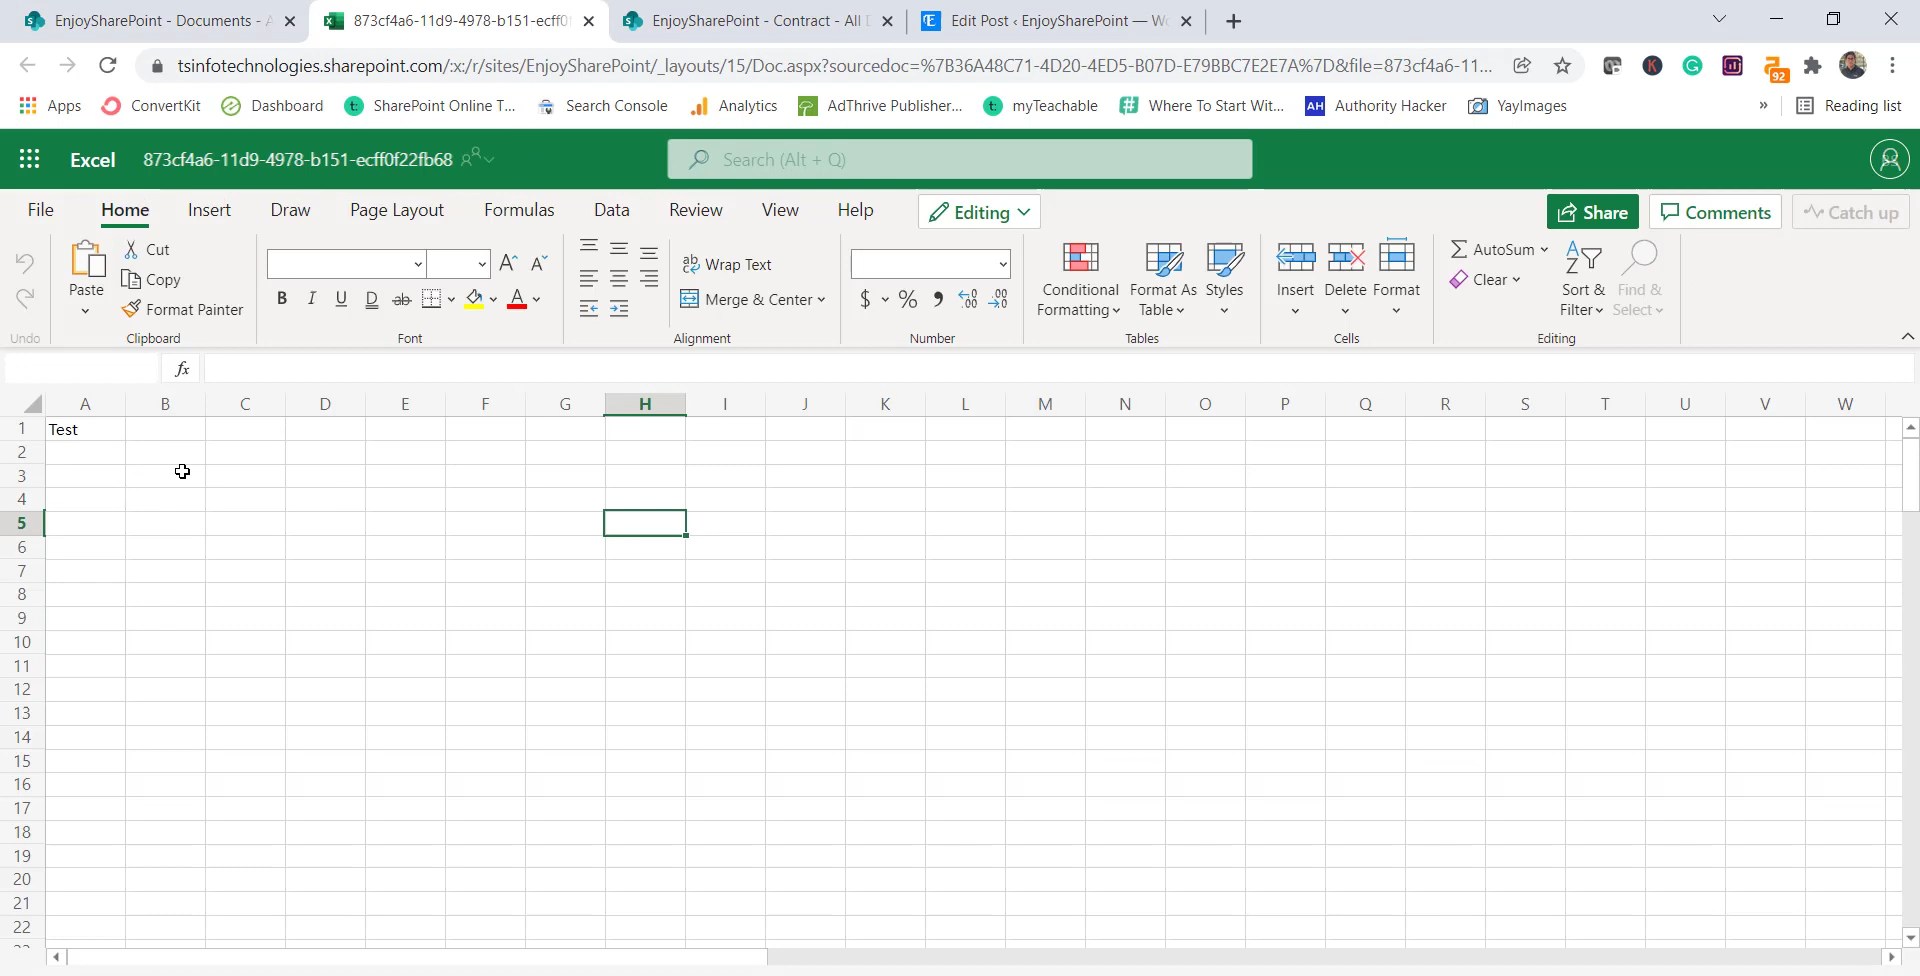 EnjoySharePoint - Documents - A
873cf4a6-11d9-4978-b151-ecff0f
EnjoySharePoint - Contract - All D
Edit Post ‹ EnjoySharePoint — Wo
tsinfotechnologies.sharepoint.com/:x:/r/sites/EnjoySharePoint/_layouts/15/Doc.aspx?sourcedoc=%7B36A48C71-4D20-4ED5-B07D-E79BBC7E2E7A%7D&file=873cf4a6-11...
92
Apps ConvertKit Dashboard SharePoint Online T... Search Console Analytics AdThrive Publisher... myTeachable Where To Start Wit... AH Authority Hacker YayImages » Reading list
Excel 873cf4a6-11d9-4978-b151-ecff0f22fb68 Search (Alt + Q)
File Home Insert Draw Page Layout Formulas Data Review View Help Editing Share Comments Catch up
Paste Cut
Copy
Format Painter
Wrap Text
Merge & Center
B I U D ab A
$ %
Conditional Formatting
Format As Table
Styles
Insert Delete Format
AutoSum
Clear
Sort & Filter
Find & Select
Undo Clipboard Font Alignment Number Tables Cells Editing
fx
A B C D E F G H I J K L M N O P Q R S T U V W
1 Test
2
3
4
5
6
7
8
9
10
11
12
13
14
15
16
17
18
19
20
21
22